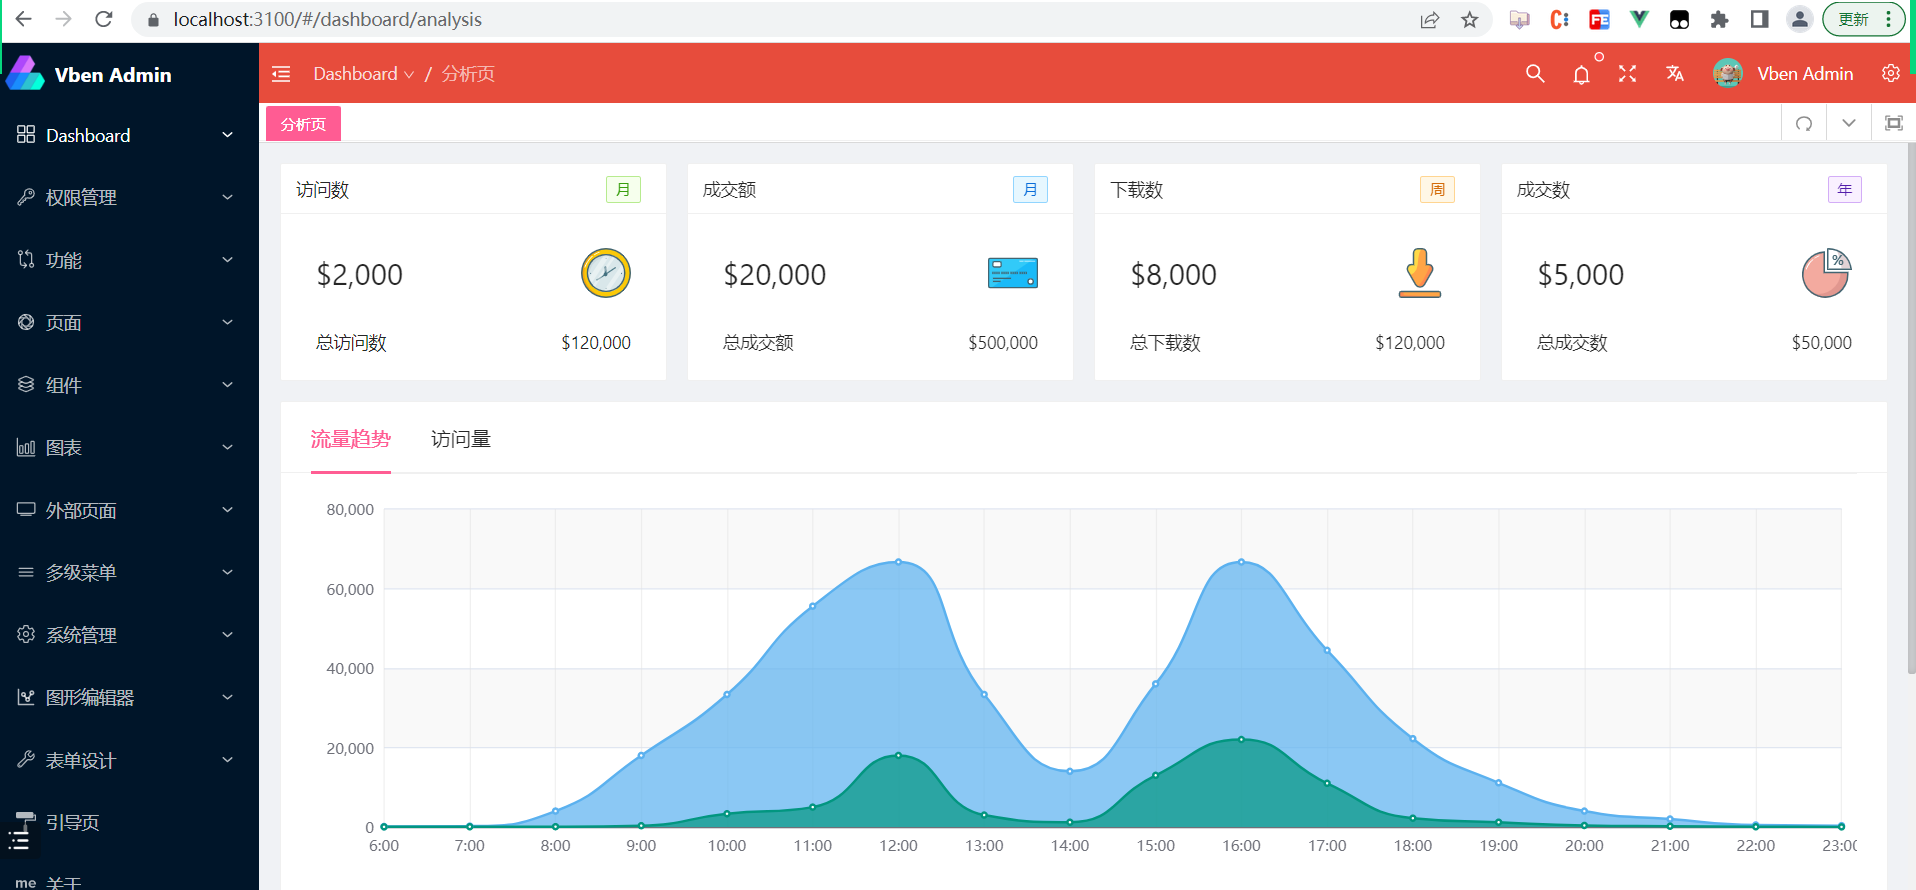 localhost:3100/#/dashboard/analysis
更新
Vben Admin
Dashboard / 分析页
Vben Admin
分析页
Dashboard
权限管理
功能
页面
组件
图表
外部页面
多级菜单
系统管理
图形编辑器
表单设计
引导页
me 关于
访问数 月
$2,000
总访问数 $120,000
成交额 月
$20,000
总成交额 $500,000
下载数 周
$8,000
总下载数 $120,000
成交数 年
%
$5,000
总成交数 $50,000
流量趋势 访问量
80,000
60,000
40,000
20,000
0
6:00 7:00 8:00 9:00 10:00 11:00 12:00 13:00 14:00 15:00 16:00 17:00 18:00 19:00 20:00 21:00 22:00 23:00